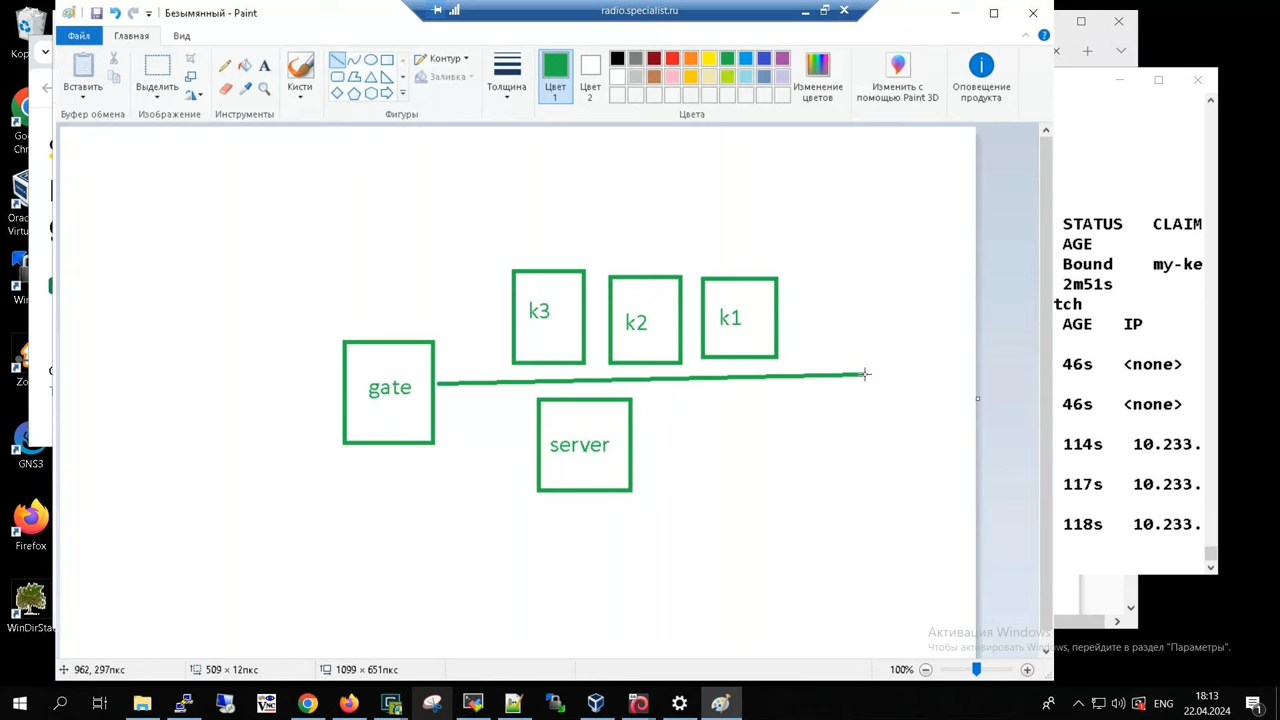 Безымянный - Paint
radio.specialist.ru
Файл
Главная
Вид
Вставить
Выделить
Кисти
Контур
Заливка
Толщина
Цвет 1
Цвет 2
Изменение цветов
Изменить с помощью Paint 3D
Оповещение продукта
Буфер обмена
Изображение
Инструменты
Фигуры
Цвета
k3
k2
k1
gate
server
STATUS CLAIM
AGE
Bound my-ke
2m51s
tch
AGE IP
46s <none>
46s <none>
114s 10.233.
117s 10.233.
118s 10.233.
GNS3
Firefox
WinDirSta
Активация Windows
Чтобы активировать Windows, перейдите в раздел "Параметры".
962, 297пкс
509 × 12пкс
1099 × 651пкс
100%
ENG
18:13
22.04.2024